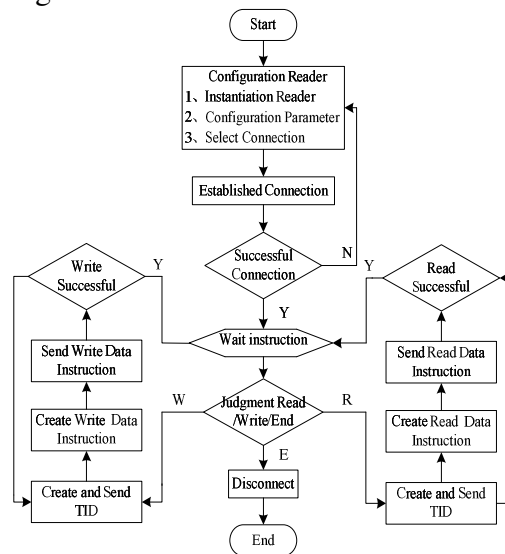 Start
Configuration Reader
1、Instantiation Reader
2、Configuration Parameter
3、Select Connection
Established Connection
Successful
Connection
N
Y
Write
Successful
Y
Read
Successful
Y
Wait instruction
Send Write Data
Instruction
Send Read Data
Instruction
Judgment Read
/Write/End
W
R
E
Create Write Data
Instruction
Create Read Data
Instruction
Disconnect
Create and Send
TID
Create and Send
TID
End